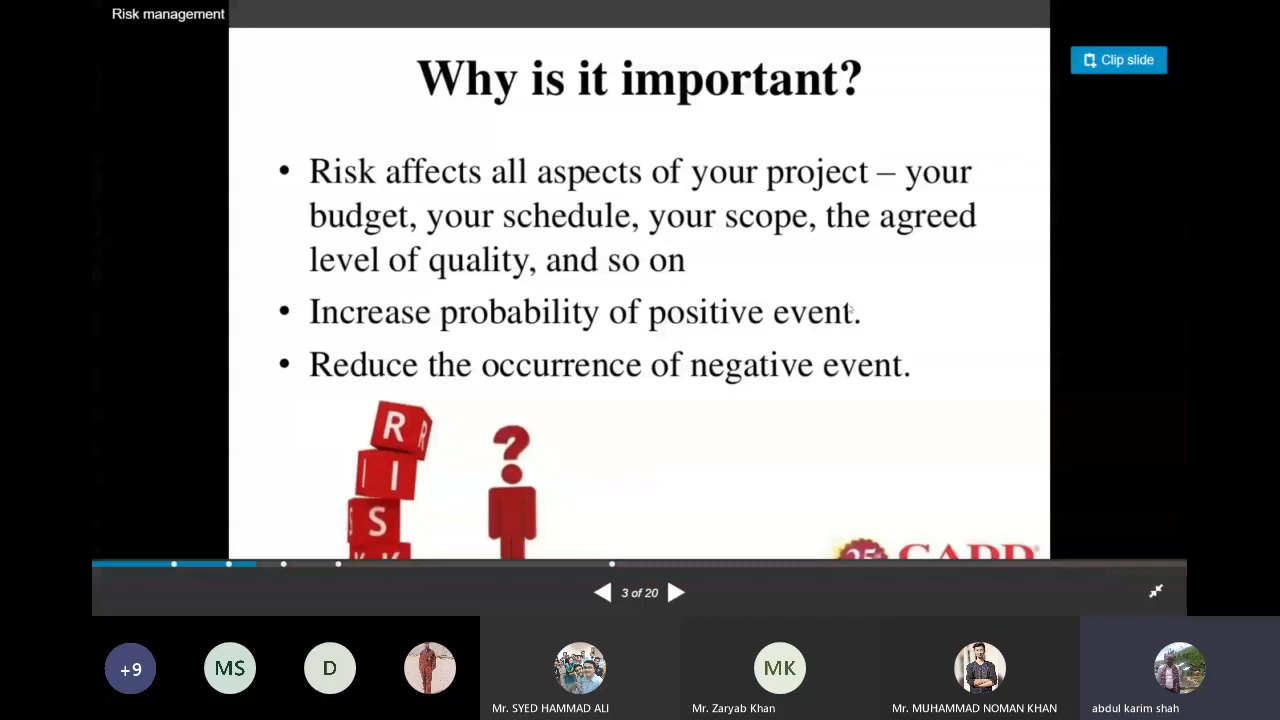 Risk management
Clip slide
Why is it important?
• Risk affects all aspects of your project – your
budget, your schedule, your scope, the agreed
level of quality, and so on
• Increase probability of positive event.
• Reduce the occurrence of negative event.
R R
I I
S S
K K
?
25
CADD
3 of 20
+9
MS
D
MK
Mr. SYED HAMMAD ALI
Mr. Zaryab Khan
Mr. MUHAMMAD NOMAN KHAN
abdul karim shah